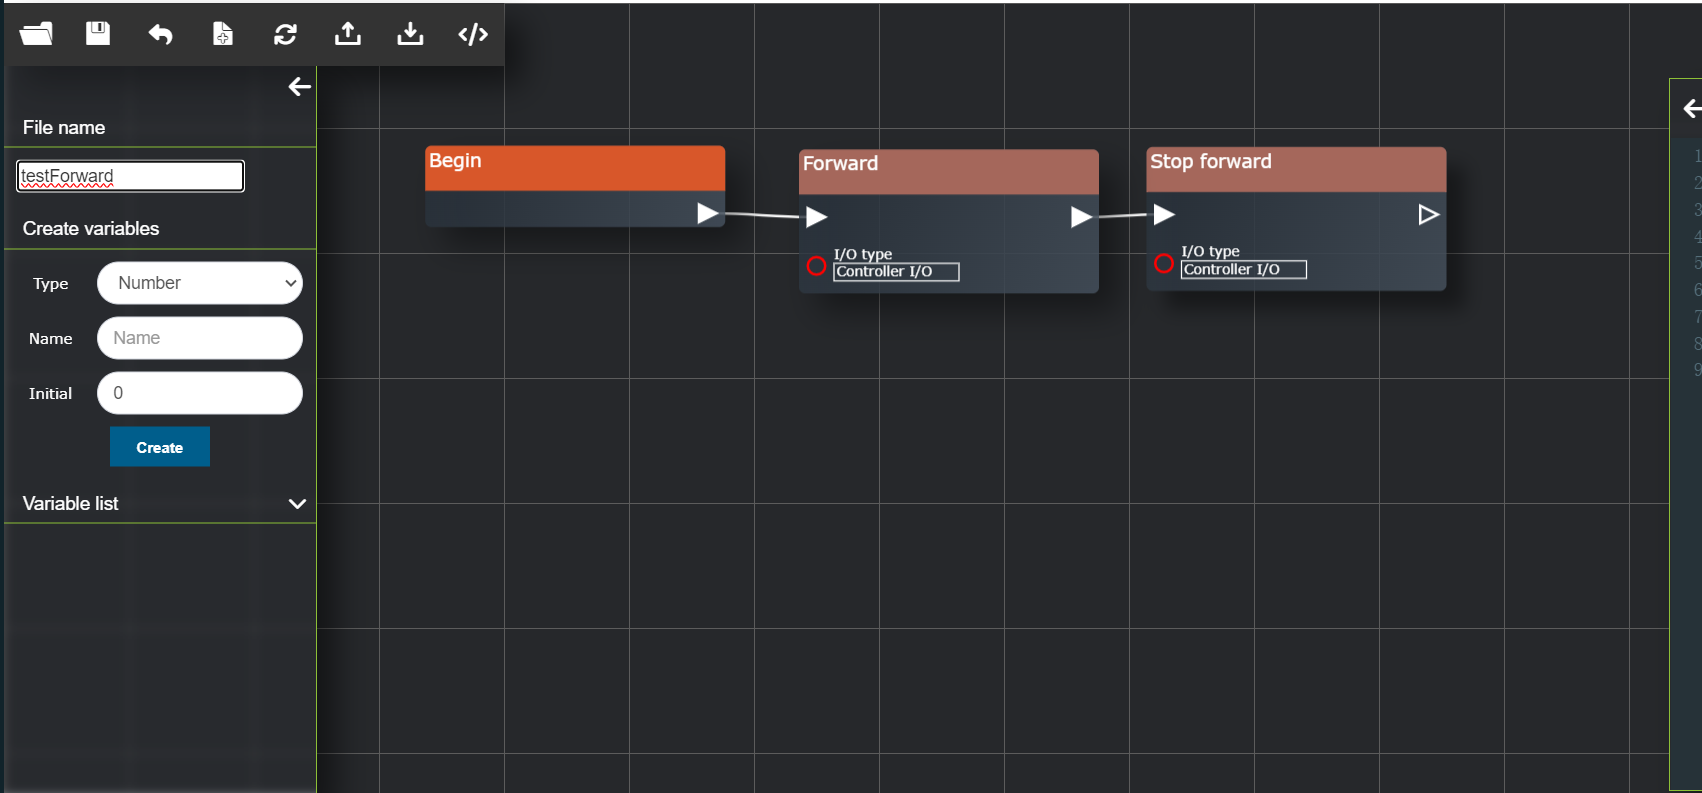 File name
testForward
Create variables
Type Number
Name Name
Initial 0
Create
Variable list
Begin
Forward
I/O type
Controller I/O
Stop forward
I/O type
Controller I/O
1
2
3
4
5
6
7
8
9